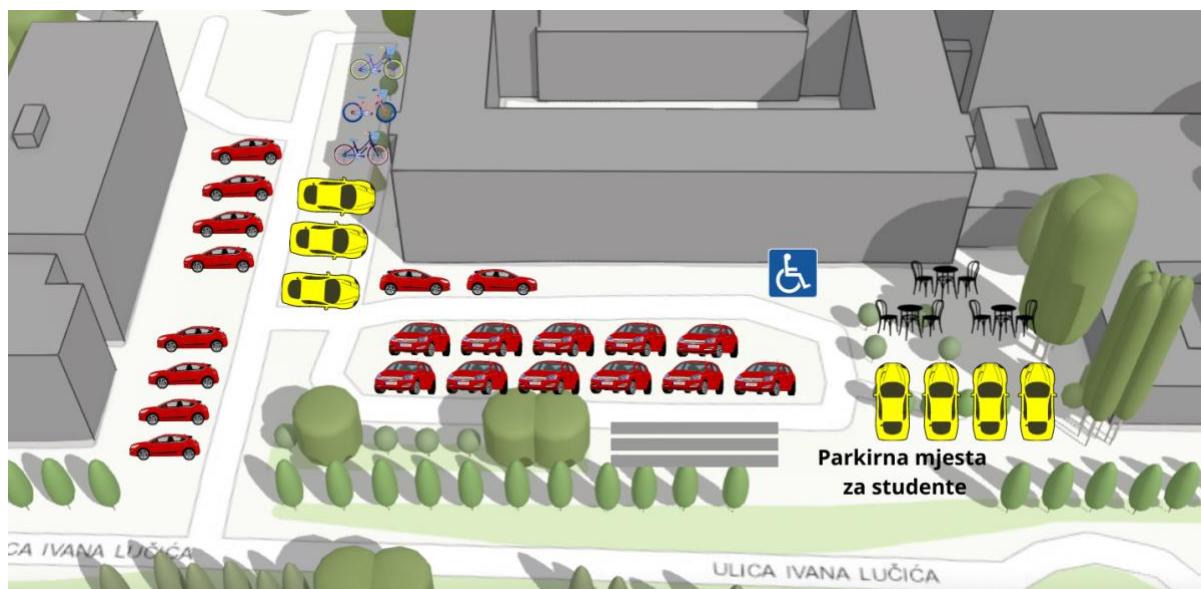 Parkirna mjesta
za studente
CA IVANA LUČIĆA
ULICA IVANA LUČIĆA